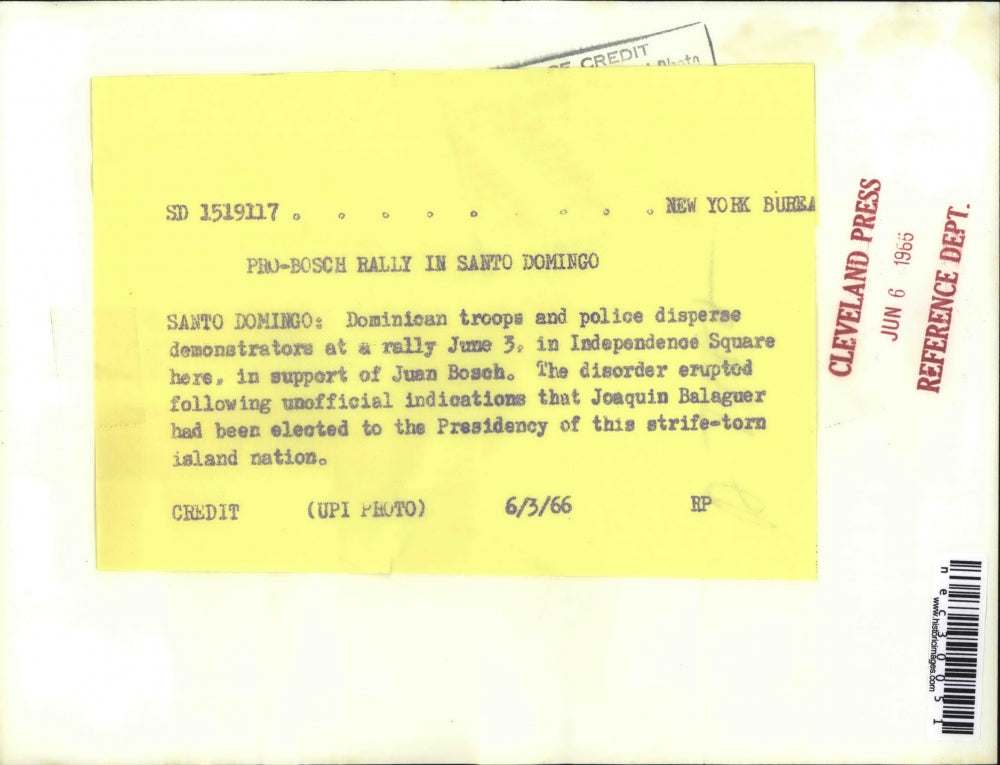 CREDIT
Photo
SD 1519117 . . . . . . . . NEW YORK BUREA
PRO-BOSCH RALLY IN SANTO DOMINGO
SANTO DOMINGO: Dominican troops and police disperse
demonstrators at a rally June 3, in Independence Square
here, in support of Juan Bosch. The disorder erupted
following unofficial indications that Joaquin Balaguer
had been elected to the Presidency of this strife-torn
island nation.
CREDIT (UPI PHOTO) 6/3/66 RP
CLEVELAND PRESS
JUN 6 1966
REFERENCE DEPT.
nec30051
www.historicimages.com